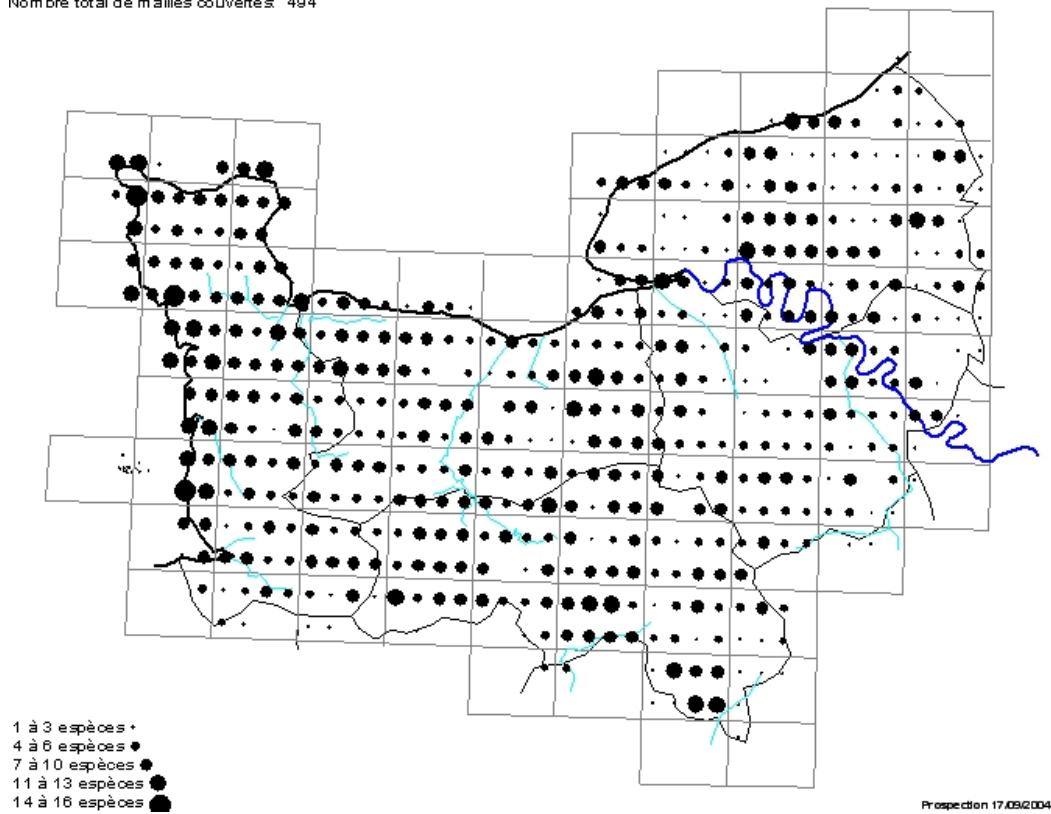 Nombre total de mailles couvertes: 494
1 à 3 espèces
4 à 6 espèces
7 à 10 espèces
11 à 13 espèces
14 à 16 espèces
Prospection 17/09/2004